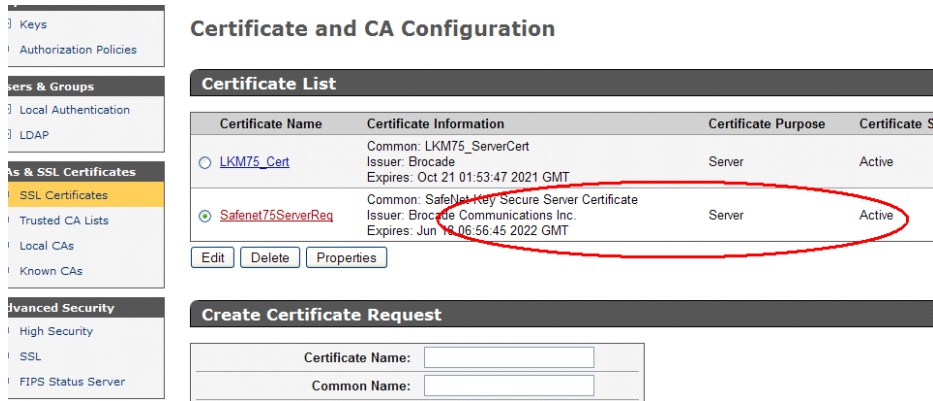 Keys
Authorization Policies
sers & Groups
Local Authentication
LDAP
As & SSL Certificates
SSL Certificates
Trusted CA Lists
Local CAs
Known CAs
dvanced Security
High Security
SSL
FIPS Status Server
Certificate and CA Configuration
Certificate List
Certificate Name Certificate Information Certificate Purpose Certificate S
Common: LKM75_ServerCert
LKM75_Cert Issuer: Brocade Server Active
Expires: Oct 21 01:53:47 2021 GMT
Common: SafeNet Key Secure Server Certificate
Safenet75ServerReq Issuer: Brocade Communications Inc. Server Active
Expires: Jun 18 06:56:45 2022 GMT
Edit Delete Properties
Create Certificate Request
Certificate Name:
Common Name: